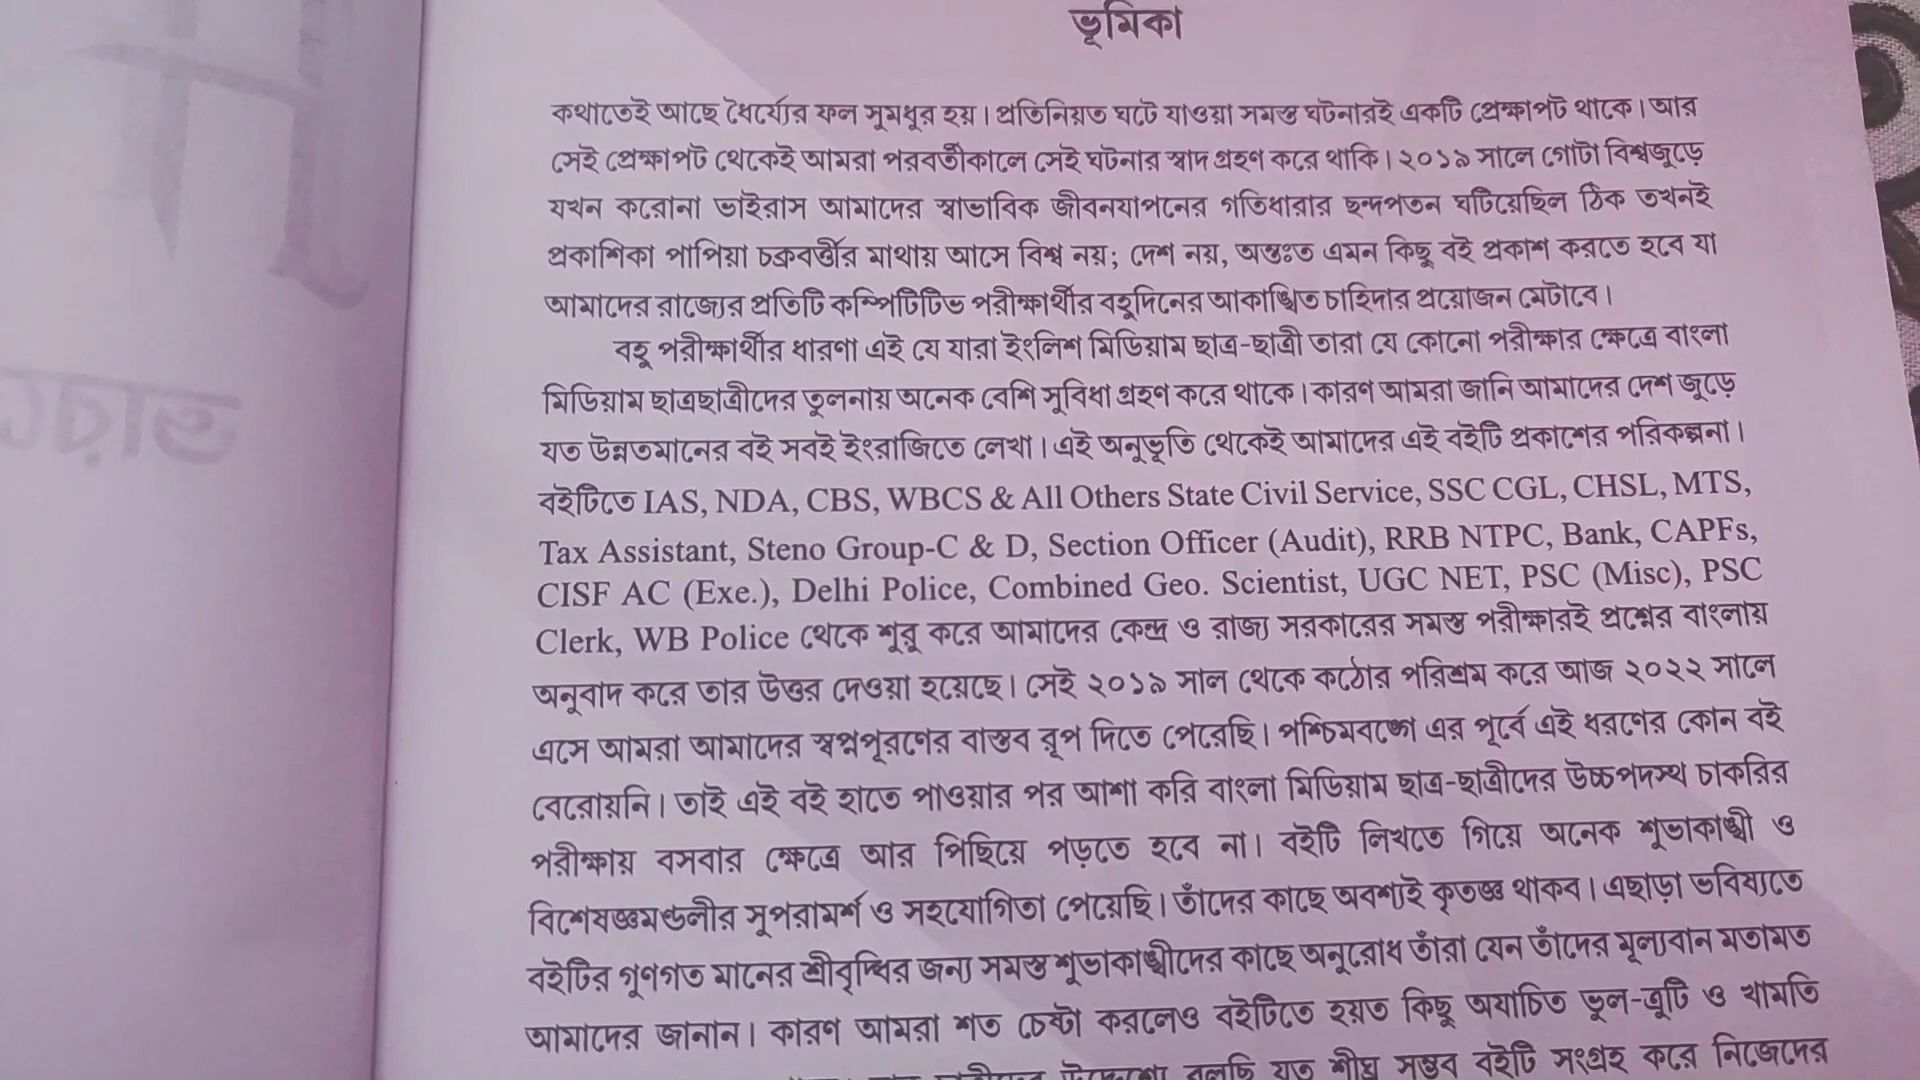 ভূমিকা
কথাতেই আছে ধৈর্য্যের ফল সুমধুর হয়। প্রতিনিয়ত ঘটে যাওয়া সমস্ত ঘটনারই একটি প্রেক্ষাপট থাকে। আর
সেই প্রেক্ষাপট থেকেই আমরা পরবর্তীকালে সেই ঘটনার স্বাদ গ্রহণ করে থাকি। ২০১৯ সালে গোটা বিশ্বজুড়ে
যখন করোনা ভাইরাস আমাদের স্বাভাবিক জীবনযাপনের গতিধারার ছন্দপতন ঘটিয়েছিল ঠিক তখনই
প্রকাশিকা পাপিয়া চক্রবর্ত্তীর মাথায় আসে বিশ্ব নয়; দেশ নয়, অন্তঃত এমন কিছু বই প্রকাশ করতে হবে যা
আমাদের রাজ্যের প্রতিটি কম্পিটিটিভ পরীক্ষার্থীর বহুদিনের আকাঙ্খিত চাহিদার প্রয়োজন মেটাবে।
বহু পরীক্ষার্থীর ধারণা এই যে যারা ইংলিশ মিডিয়াম ছাত্র-ছাত্রী তারা যে কোনো পরীক্ষার ক্ষেত্রে বাংলা
মিডিয়াম ছাত্রছাত্রীদের তুলনায় অনেক বেশি সুবিধা গ্রহণ করে থাকে। কারণ আমরা জানি আমাদের দেশ জুড়ে
যত উন্নতমানের বই সবই ইংরাজিতে লেখা। এই অনুভূতি থেকেই আমাদের এই বইটি প্রকাশের পরিকল্পনা।
বইটিতে IAS, NDA, CBS, WBCS & All Others State Civil Service, SSC CGL, CHSL, MTS,
Tax Assistant, Steno Group-C & D, Section Officer (Audit), RRB NTPC, Bank, CAPFs,
CISF AC (Exe.), Delhi Police, Combined Geo. Scientist, UGC NET, PSC (Misc), PSC
Clerk, WB Police থেকে শুরু করে আমাদের কেন্দ্র ও রাজ্য সরকারের সমস্ত পরীক্ষারই প্রশ্নের বাংলায়
অনুবাদ করে তার উত্তর দেওয়া হয়েছে। সেই ২০১৯ সাল থেকে কঠোর পরিশ্রম করে আজ ২০২২ সালে
এসে আমরা আমাদের স্বপ্নপূরণের বাস্তব রূপ দিতে পেরেছি। পশ্চিমবঙ্গে এর পূর্বে এই ধরণের কোন বই
বেরোয়নি। তাই এই বই হাতে পাওয়ার পর আশা করি বাংলা মিডিয়াম ছাত্র-ছাত্রীদের উচ্চপদস্থ চাকরির
পরীক্ষায় বসবার ক্ষেত্রে আর পিছিয়ে পড়তে হবে না। বইটি লিখতে গিয়ে অনেক শুভাকাঙ্খী ও
বিশেষজ্ঞমণ্ডলীর সুপরামর্শ ও সহযোগিতা পেয়েছি। তাঁদের কাছে অবশ্যই কৃতজ্ঞ থাকব। এছাড়া ভবিষ্যতে
বইটির গুণগত মানের শ্রীবৃদ্ধির জন্য সমস্ত শুভাকাঙ্খীদের কাছে অনুরোধ তাঁরা যেন তাঁদের মূল্যবান মতামত
আমাদের জানান। কারণ আমরা শত চেষ্টা করলেও বইটিতে হয়ত কিছু অযাচিত ভুল-ত্রুটি ও খামতি
উদ্দেশ্যে বলছি যত শীঘ্র সম্ভব বইটি সংগ্রহ করে নিজেদের